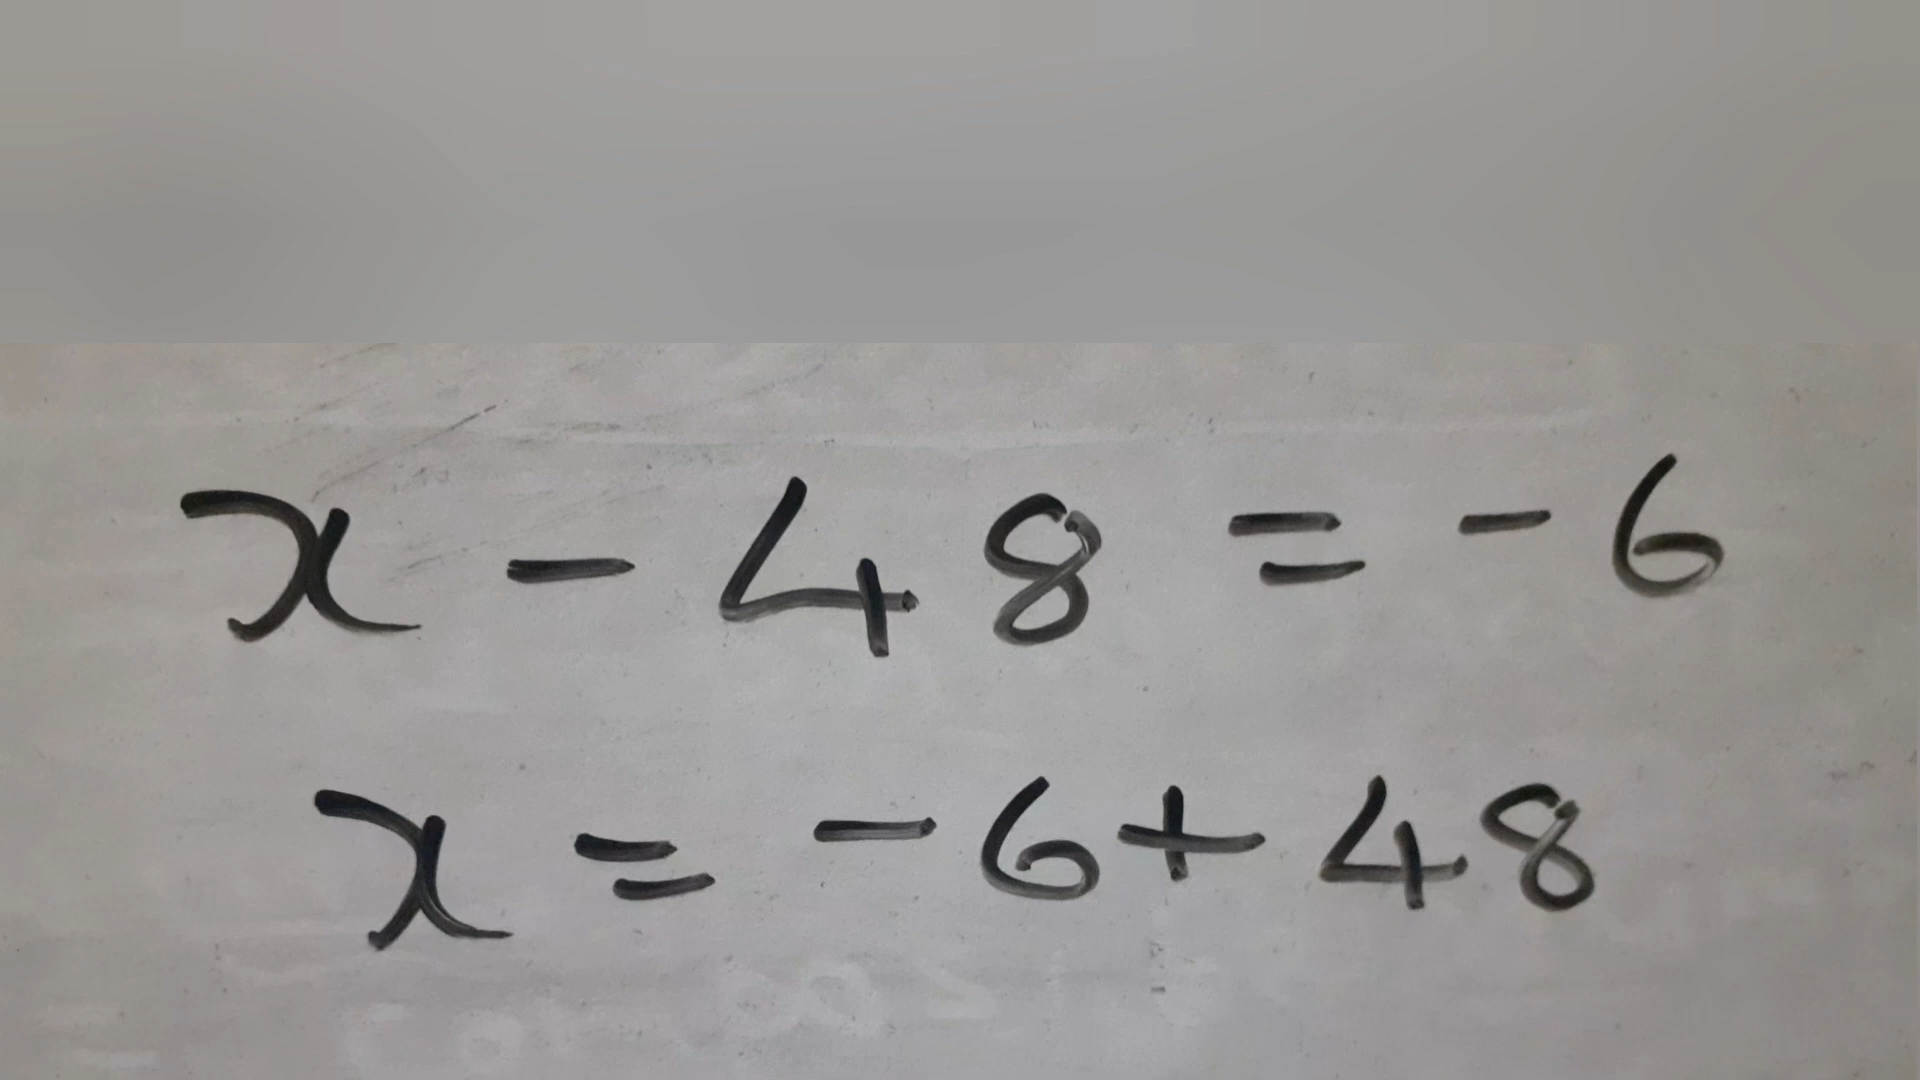 x - 48 = - 6
x = - 6 + 48